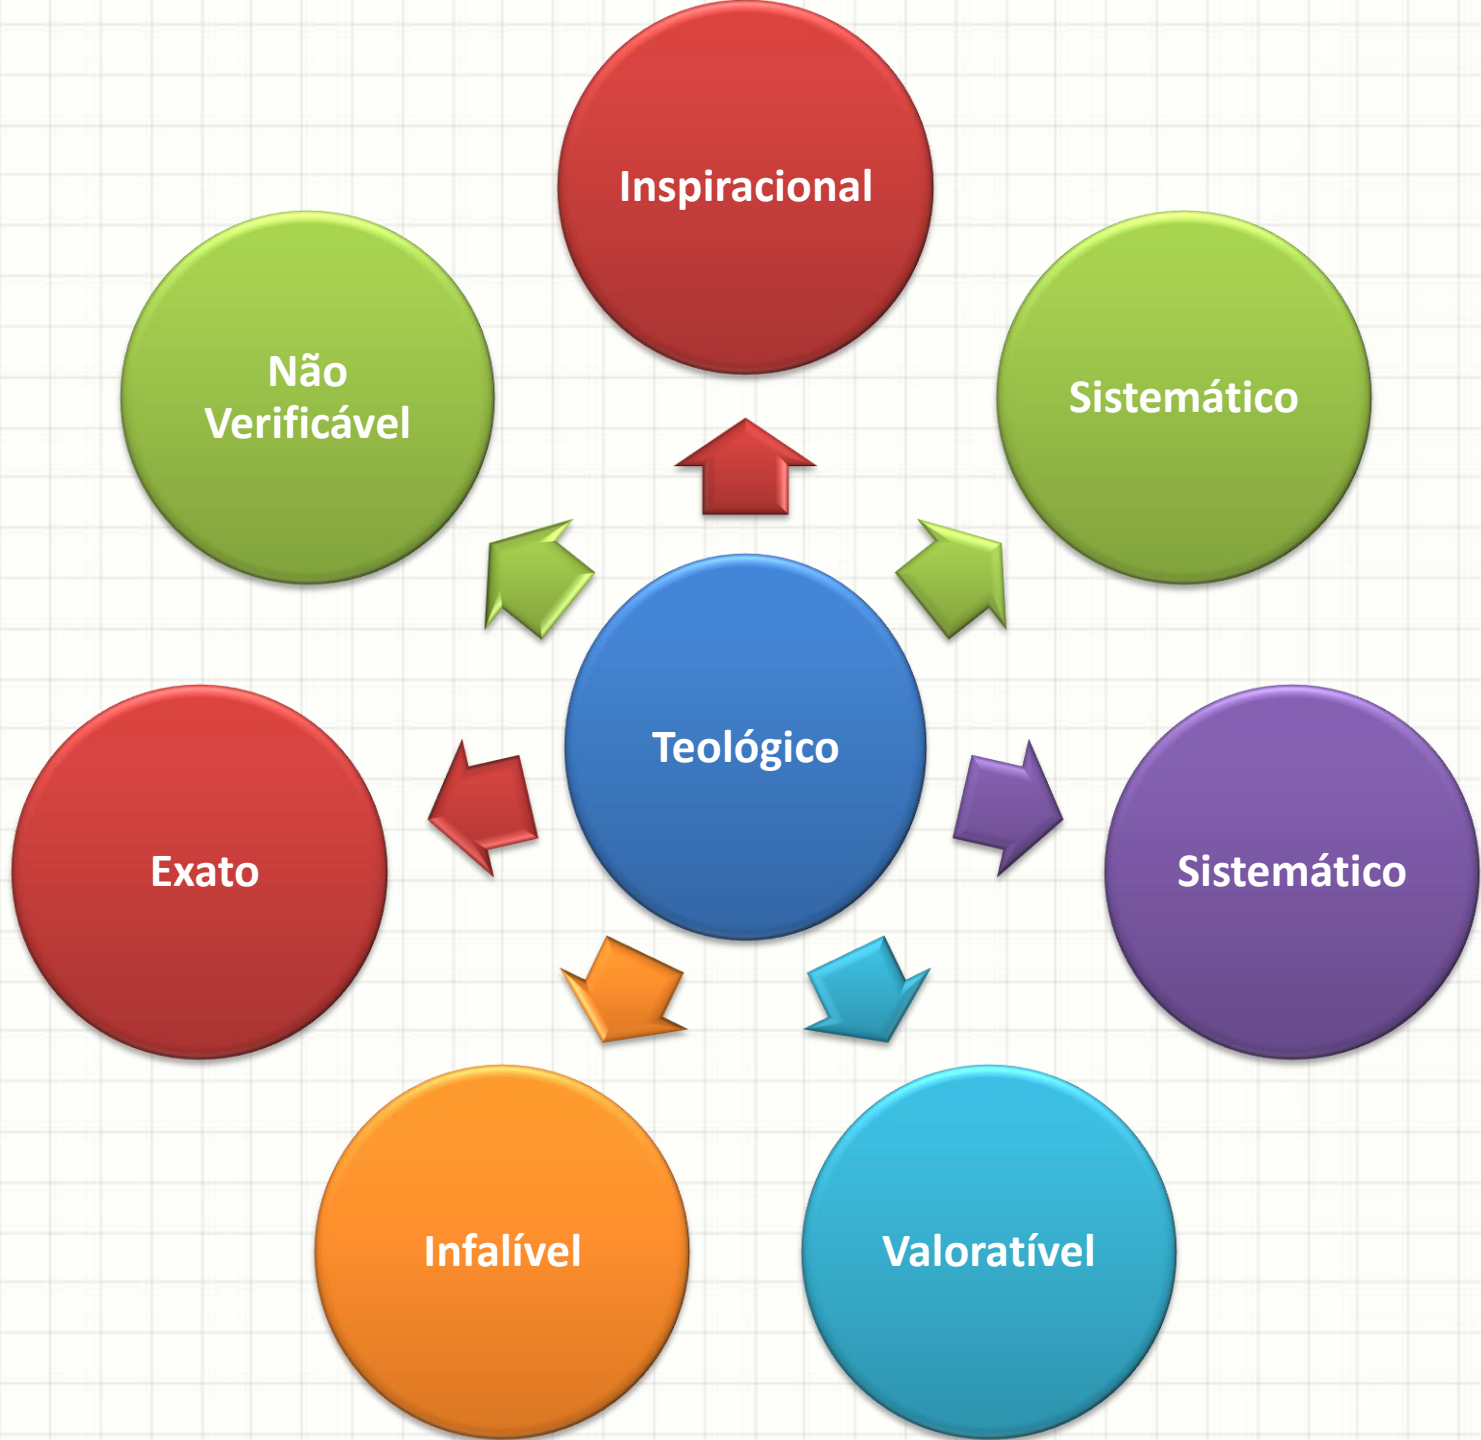 Inspiracional
Não
Verificável
Sistemático
Teológico
Exato
Sistemático
Infalível
Valoratível